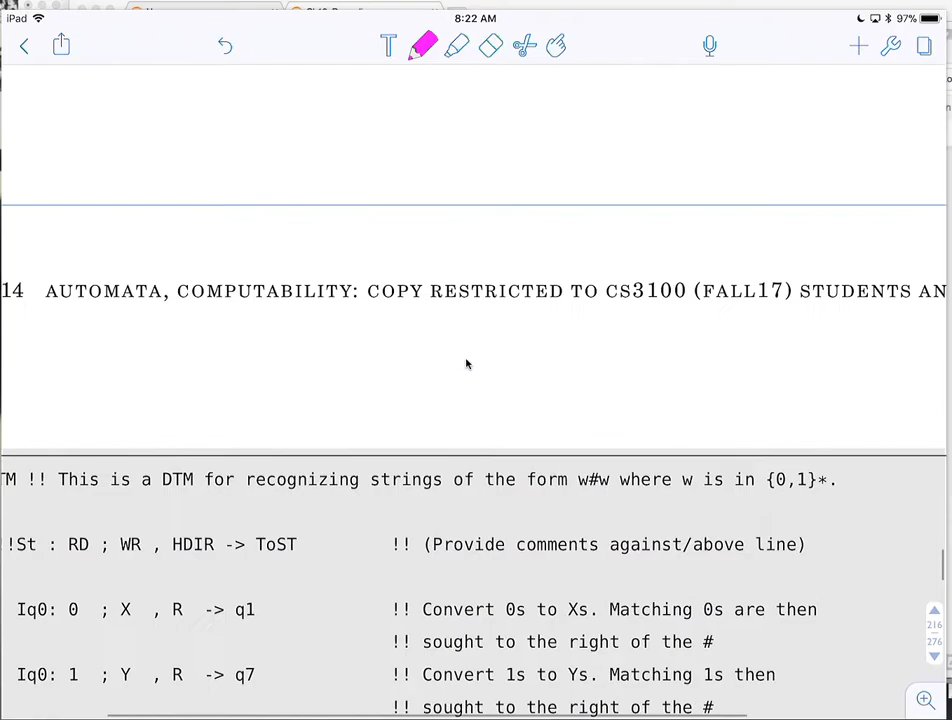 iPad 8:22 AM 97%
T
14 AUTOMATA, COMPUTABILITY: COPY RESTRICTED TO CS3100 (FALL17) STUDENTS AN
TM !! This is a DTM for recognizing strings of the form w#w where w is in {0,1}*.
!!St : RD ; WR , HDIR -> ToST !! (Provide comments against/above line)
Iq0: 0 ; X , R -> q1 !! Convert 0s to Xs. Matching 0s are then
!! sought to the right of the #
Iq0: 1 ; Y , R -> q7 !! Convert 1s to Ys. Matching 1s then
!! sought to the right of the #
216
276